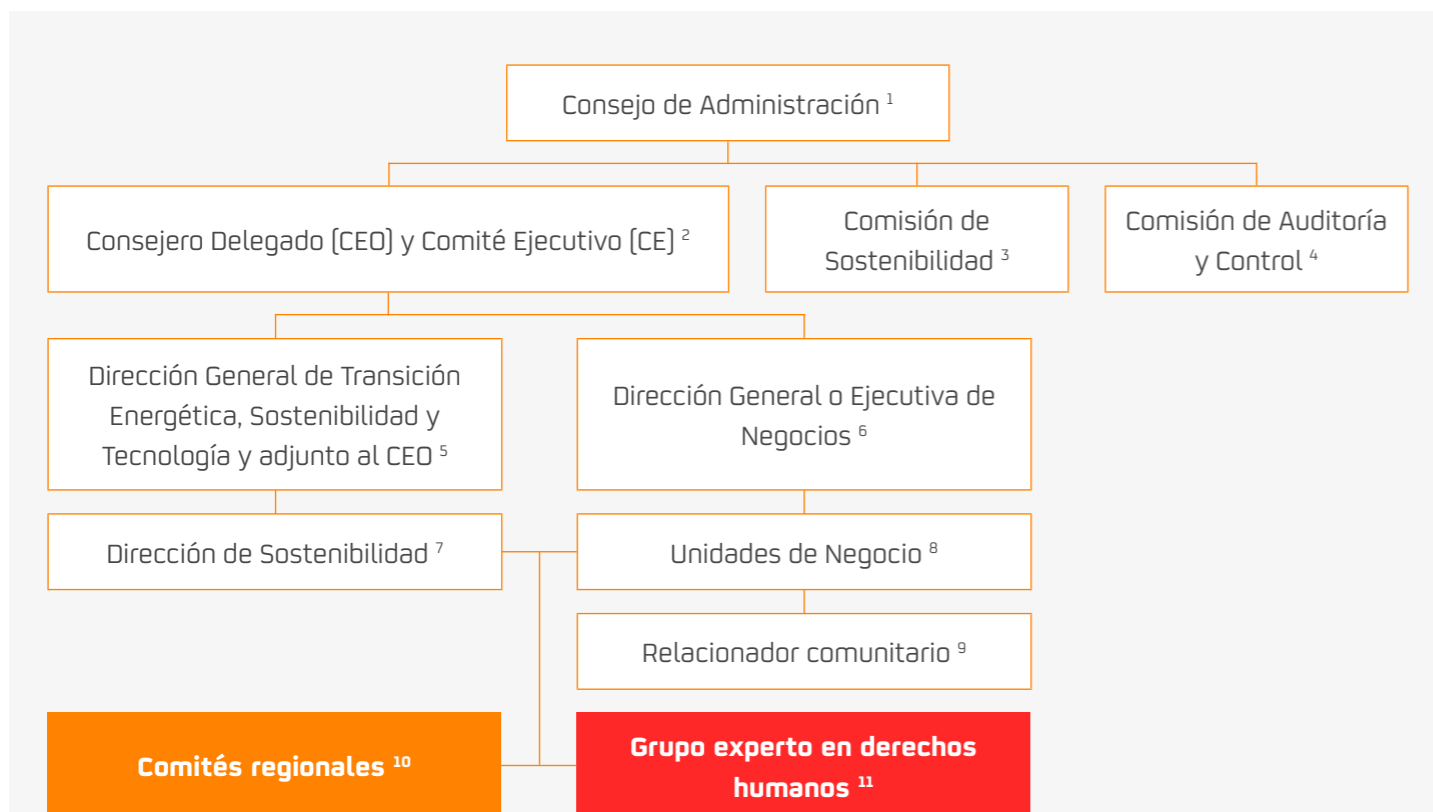 Consejo de Administración ¹
Consejero Delegado (CEO) y Comité Ejecutivo (CE) ²
Comisión de
Sostenibilidad ³
Comisión de Auditoría
y Control ⁴
Dirección General de Transición
Energética, Sostenibilidad y
Tecnología y adjunto al CEO ⁵
Dirección General o Ejecutiva de
Negocios ⁶
Dirección de Sostenibilidad ⁷
Unidades de Negocio ⁸
Relacionador comunitario ⁹
Comités regionales ¹⁰
Grupo experto en derechos
humanos ¹¹